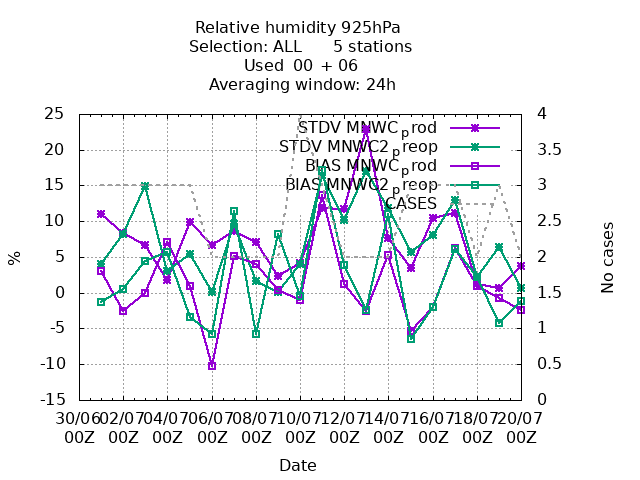 Relative humidity 925hPa
Selection: ALL 5 stations
Used 00 + 06
Averaging window: 24h
25 4
20 3.5
15 3
10 2.5
5 2
0 1.5
-5 1
-10 0.5
-15 0
STDV MNWC_prod
STDV MNWC2_preop
BIAS MNWC_prod
BIAS MNWC2_preop
CASES
%
No cases
30/06 02/07 04/07 06/07 08/07 10/07 12/07 14/07 16/07 18/07 20/07
00Z 00Z 00Z 00Z 00Z 00Z 00Z 00Z 00Z 00Z 00Z
Date